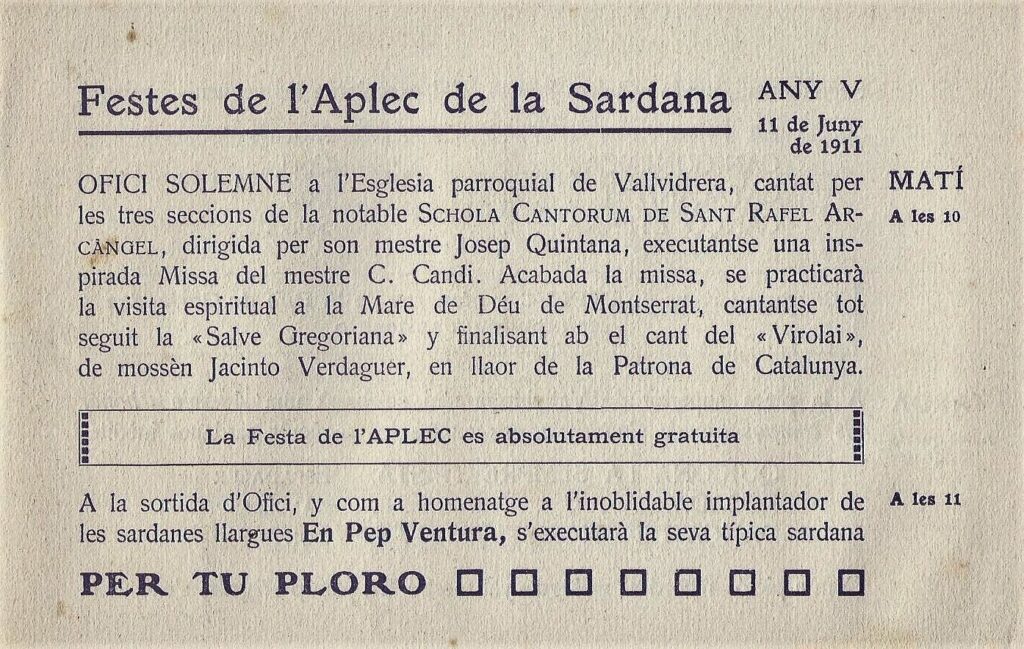 Festes de l'Aplec de la Sardana
ANY V
11 de Juny
de 1911
OFICI SOLEMNE a l'Esglesia parroquial de Vallvidrera, cantat per
MATÍ
les tres seccions de la notable SCHOLA CANTORUM DE SANT RAFEL AR-
A les 10
CÀNGEL, dirigida per son mestre Josep Quintana, executantse una ins-
pirada Missa del mestre C. Candi. Acabada la missa, se practicarà
la visita espiritual a la Mare de Déu de Montserrat, cantantse tot
seguit la «Salve Gregoriana» y finalisant ab el cant del «Virolai»,
de mossèn Jacinto Verdaguer, en llaor de la Patrona de Catalunya.
La Festa de l'APLEC es absolutament gratuita
A la sortida d'Ofici, y com a homenatge a l'inoblidable implantador de
A les 11
les sardanes llargues En Pep Ventura, s'executarà la seva típica sardana
PER TU PLORO